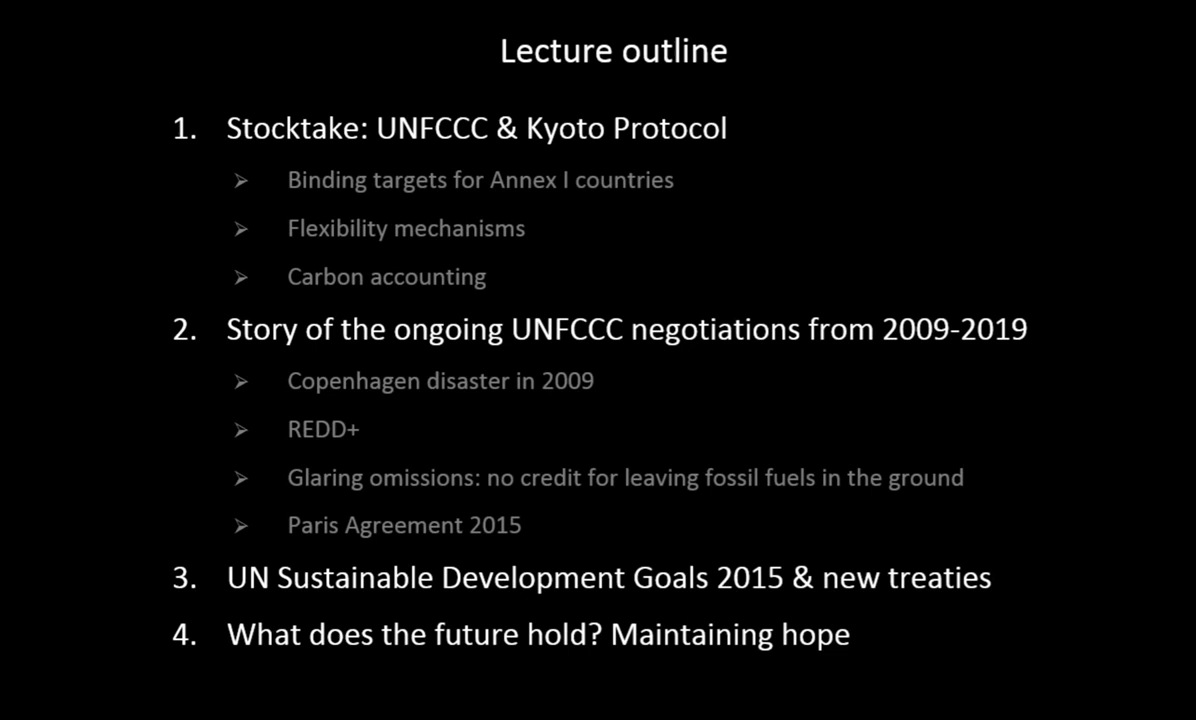 Lecture outline
1. Stocktake: UNFCCC & Kyoto Protocol
➢ Binding targets for Annex I countries
➢ Flexibility mechanisms
➢ Carbon accounting
2. Story of the ongoing UNFCCC negotiations from 2009-2019
➢ Copenhagen disaster in 2009
➢ REDD+
➢ Glaring omissions: no credit for leaving fossil fuels in the ground
➢ Paris Agreement 2015
3. UN Sustainable Development Goals 2015 & new treaties
4. What does the future hold? Maintaining hope